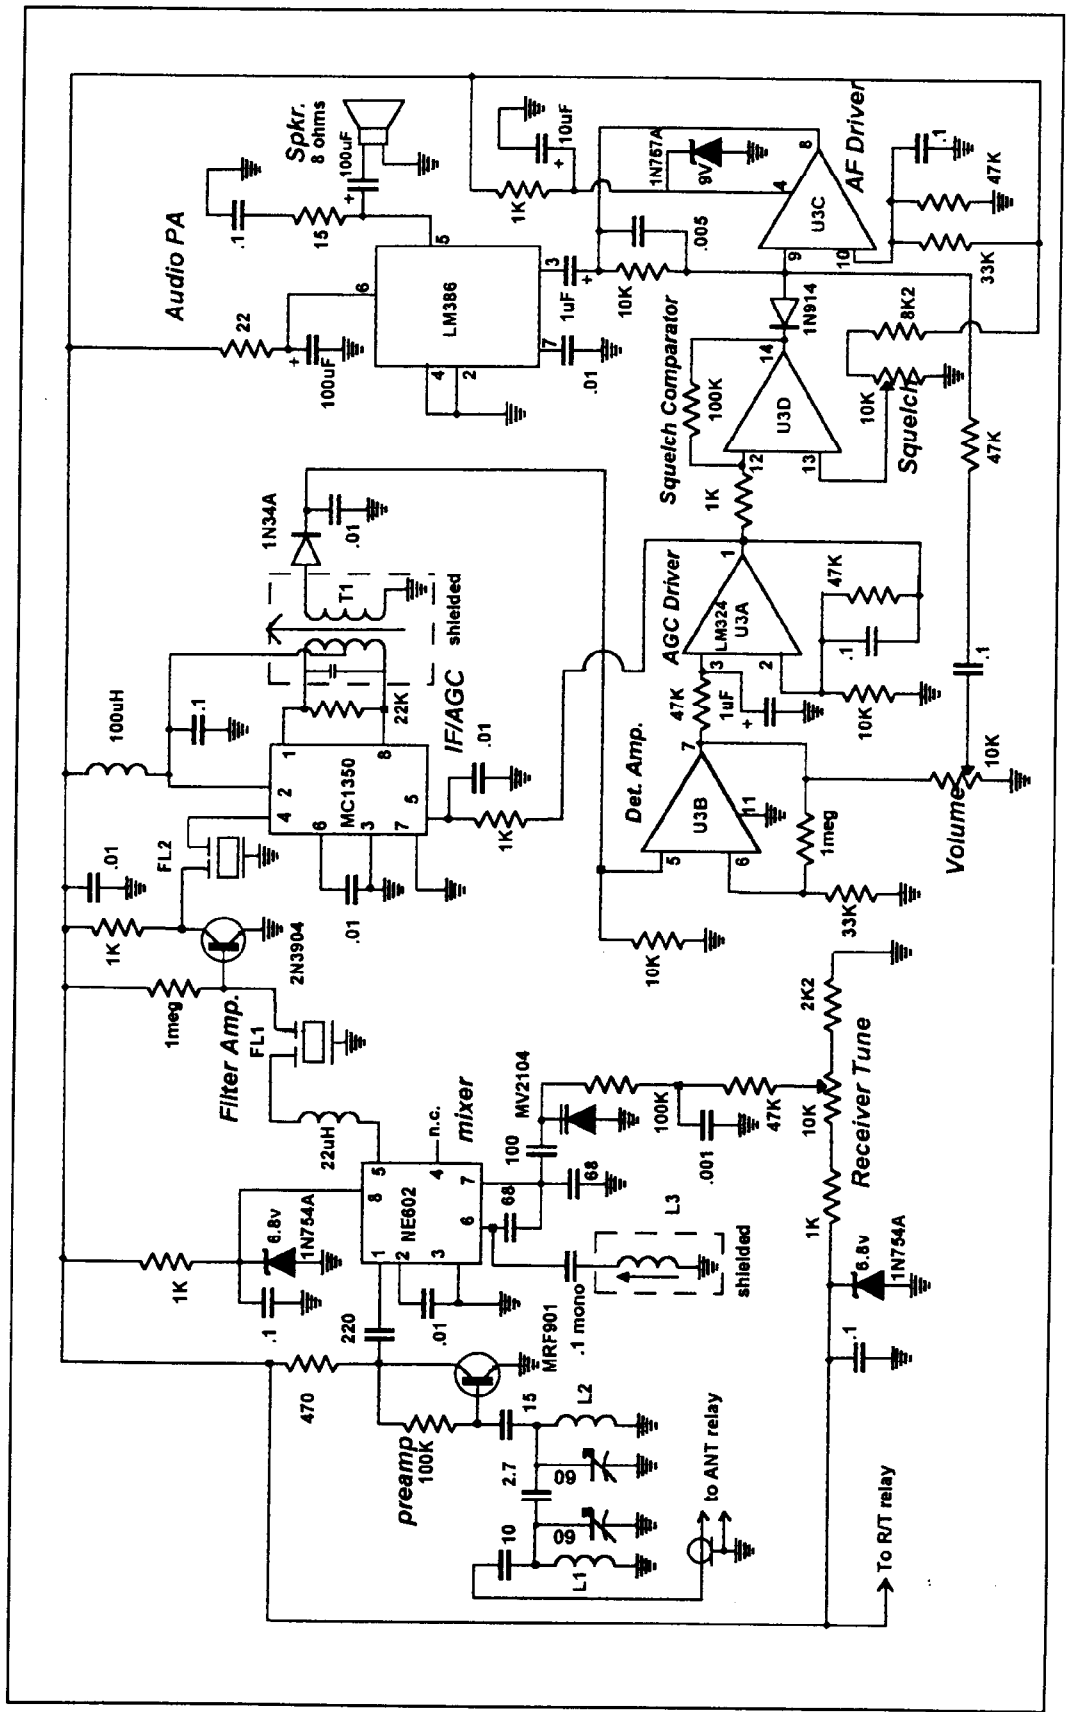 Audio PA
Spkr.
8 ohms
.1
15
100uF
+
22
+
100uF
6
5
LM386
4
2
3
7
1uF
+
.01
1K
10uF
+
1N757A
9V
10K
.005
4
8
U3C
9
10
AF Driver
.1
47K
33K
1N914
Squelch Comparator
100K
14
U3D
12
13
1K
8K2
10K
Squelch
47K
100uH
.1
1N34A
.01
T1
shielded
22K
1
2
4
8
MC1350
5
6
3
7
IF/AGC
.01
.01
1K
FL2
.01
1K
2N3904
1meg
Filter Amp.
FL1
22uH
AGC Driver
1
LM324
U3A
3
2
47K
1uF
+
47K
.1
10K
.1
Det. Amp.
7
U3B
11
5
6
1meg
10K
Volume
33K
10K
mixer
n.c.
5
4
8
NE602
7
6
1
2
3
6.8v
1N754A
1K
.1
220
.01
MV2104
100
68
68
100K
.001
47K
L3
shielded
.1 mono
2K2
10K
Receiver Tune
1K
6.8v
1N754A
.1
470
preamp
100K
MRF901
15
L2
2.7
60
60
10
L1
to ANT relay
To R/T relay